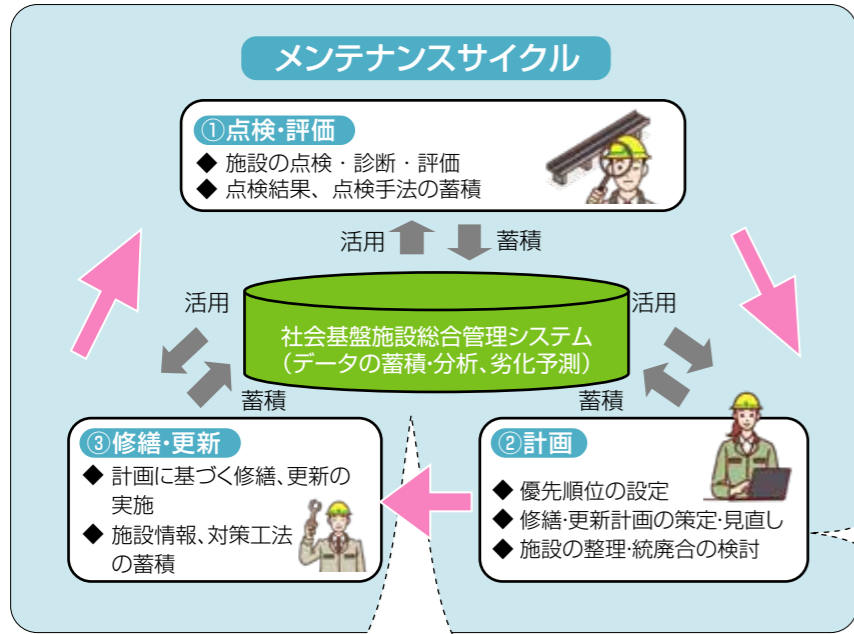 メンテナンスサイクル
①点検・評価
◆ 施設の点検・診断・評価
◆ 点検結果、点検手法の蓄積
活用
蓄積
活用
活用
社会基盤施設総合管理システム
（データの蓄積・分析、劣化予測）
蓄積
蓄積
③修繕・更新
◆ 計画に基づく修繕、更新の
実施
◆ 施設情報、対策工法
の蓄積
②計画
◆ 優先順位の設定
◆ 修繕・更新計画の策定・見直し
◆ 施設の整理・統廃合の検討